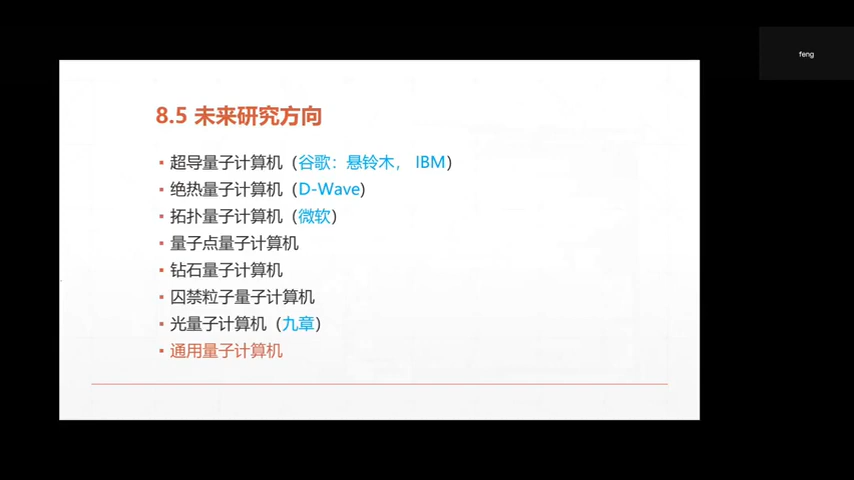 feng
8.5 未来研究方向
▪ 超导量子计算机（谷歌：悬铃木， IBM）
▪ 绝热量子计算机（D-Wave)
▪ 拓扑量子计算机（微软）
▪ 量子点量子计算机
▪ 钻石量子计算机
▪ 囚禁粒子量子计算机
▪ 光量子计算机（九章）
▪ 通用量子计算机